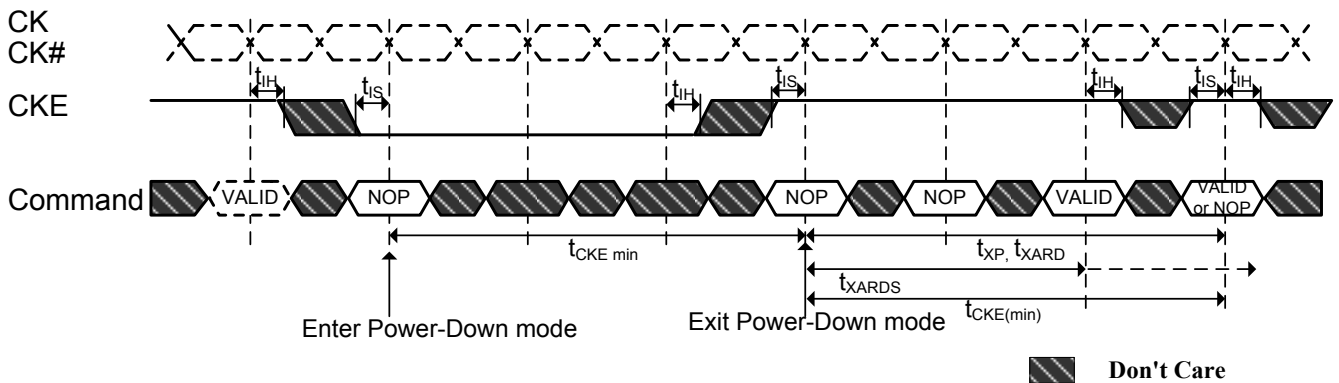 CK
CK#
tIH tIS tIH tIS tIH tIS tIH
CKE
Command VALID NOP NOP NOP VALID VALID or NOP
tCKE min tXP, tXARD
tXARDS
tCKE(min)
Enter Power-Down mode Exit Power-Down mode
Don't Care